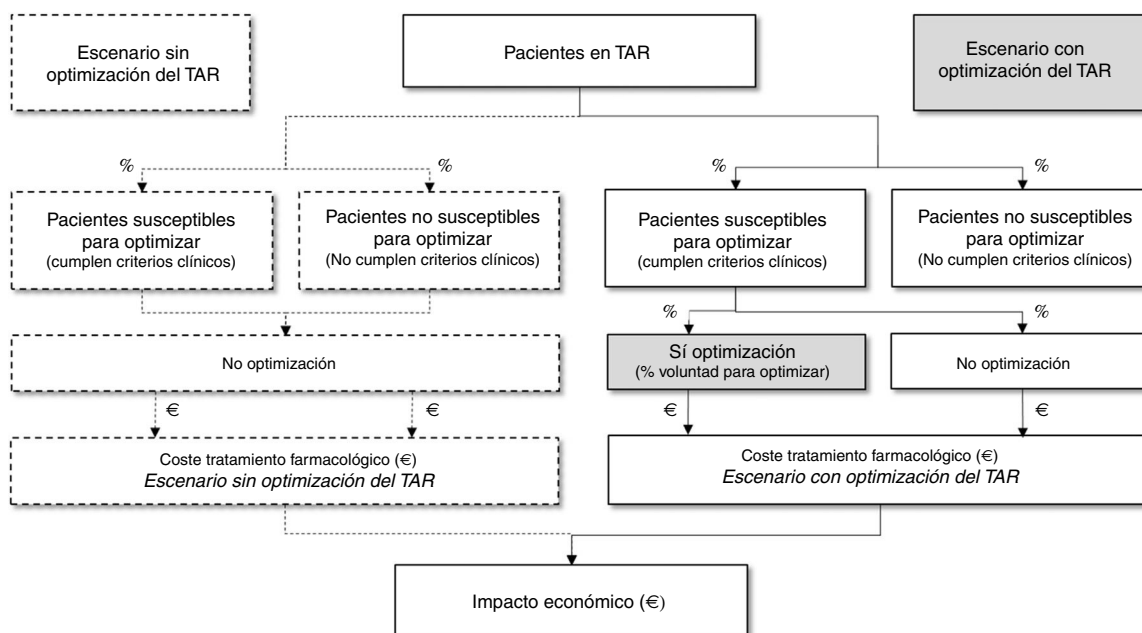 Escenario sin
optimización del TAR
Pacientes en TAR
Escenario con
optimización del TAR
% % % %
Pacientes susceptibles
para optimizar
(cumplen criterios clínicos)
Pacientes no susceptibles
para optimizar
(No cumplen criterios clínicos)
Pacientes susceptibles
para optimizar
(cumplen criterios clínicos)
Pacientes no susceptibles
para optimizar
(No cumplen criterios clínicos)
% %
No optimización
Sí optimización
(% voluntad para optimizar)
No optimización
€ € € €
Coste tratamiento farmacológico (€)
Escenario sin optimización del TAR
Coste tratamiento farmacológico (€)
Escenario con optimización del TAR
Impacto económico (€)